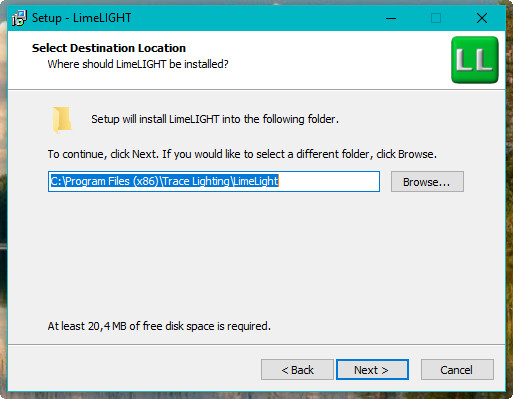 Setup - LimeLIGHT
Select Destination Location
Where should LimeLIGHT be installed?
LL
Setup will install LimeLIGHT into the following folder.
To continue, click Next. If you would like to select a different folder, click Browse.
C:\Program Files (x86)\Trace Lighting\LimeLight
Browse...
At least 20,4 MB of free disk space is required.
< Back
Next >
Cancel